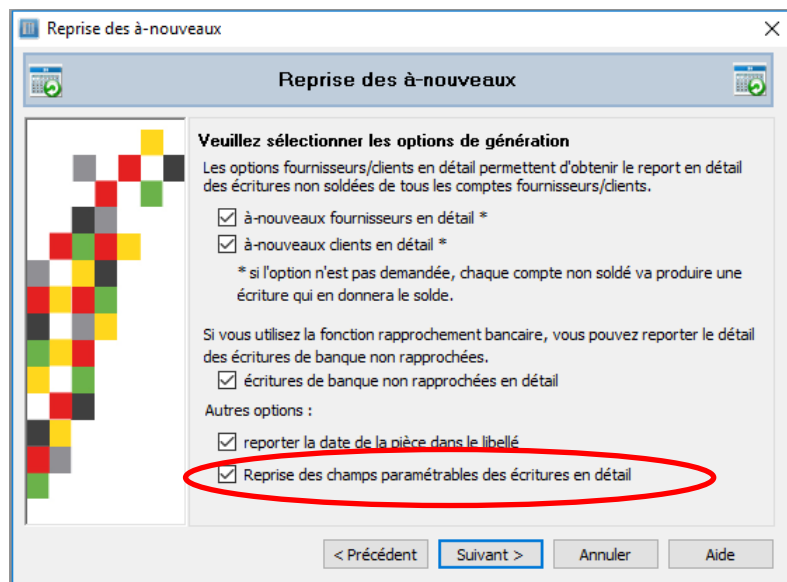 Reprise des à-nouveaux
Reprise des à-nouveaux
Veuillez sélectionner les options de génération
Les options fournisseurs/clients en détail permettent d'obtenir le report en détail
des écritures non soldées de tous les comptes fournisseurs/clients.
à-nouveaux fournisseurs en détail *
à-nouveaux clients en détail *
* si l'option n'est pas demandée, chaque compte non soldé va produire une
écriture qui en donnera le solde.
Si vous utilisez la fonction rapprochement bancaire, vous pouvez reporter le détail
des écritures de banque non rapprochées.
écritures de banque non rapprochées en détail
Autres options :
reporter la date de la pièce dans le libellé
Reprise des champs paramétrables des écritures en détail
< Précédent Suivant > Annuler Aide